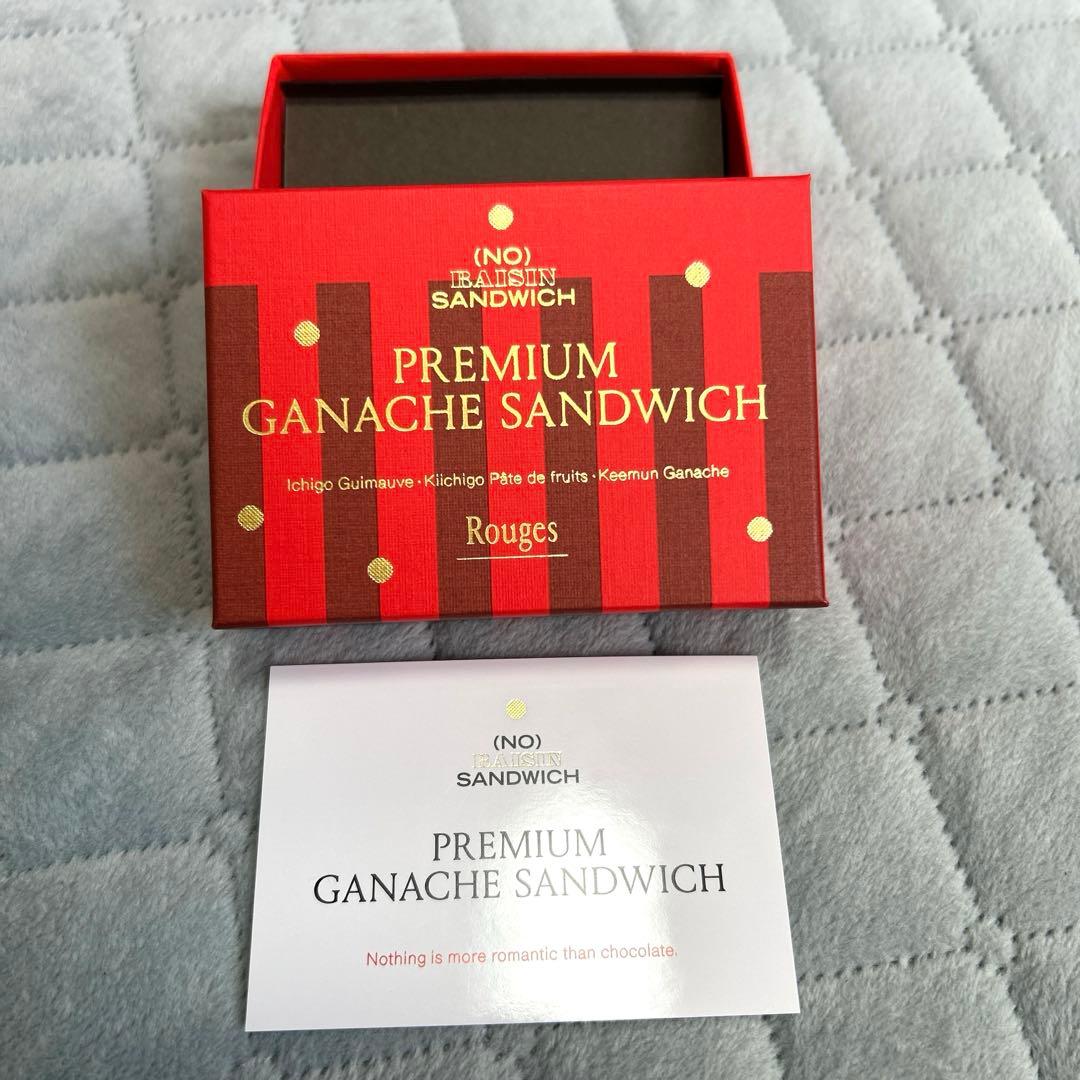 (NO)
RAISIN
SANDWICH
PREMIUM
GANACHE SANDWICH
Ichigo Guimauve · Kiichigo Pâte de fruits · Keemun Ganache
Rouges
(NO)
RAISIN
SANDWICH
PREMIUM
GANACHE SANDWICH
Nothing is more romantic than chocolate.